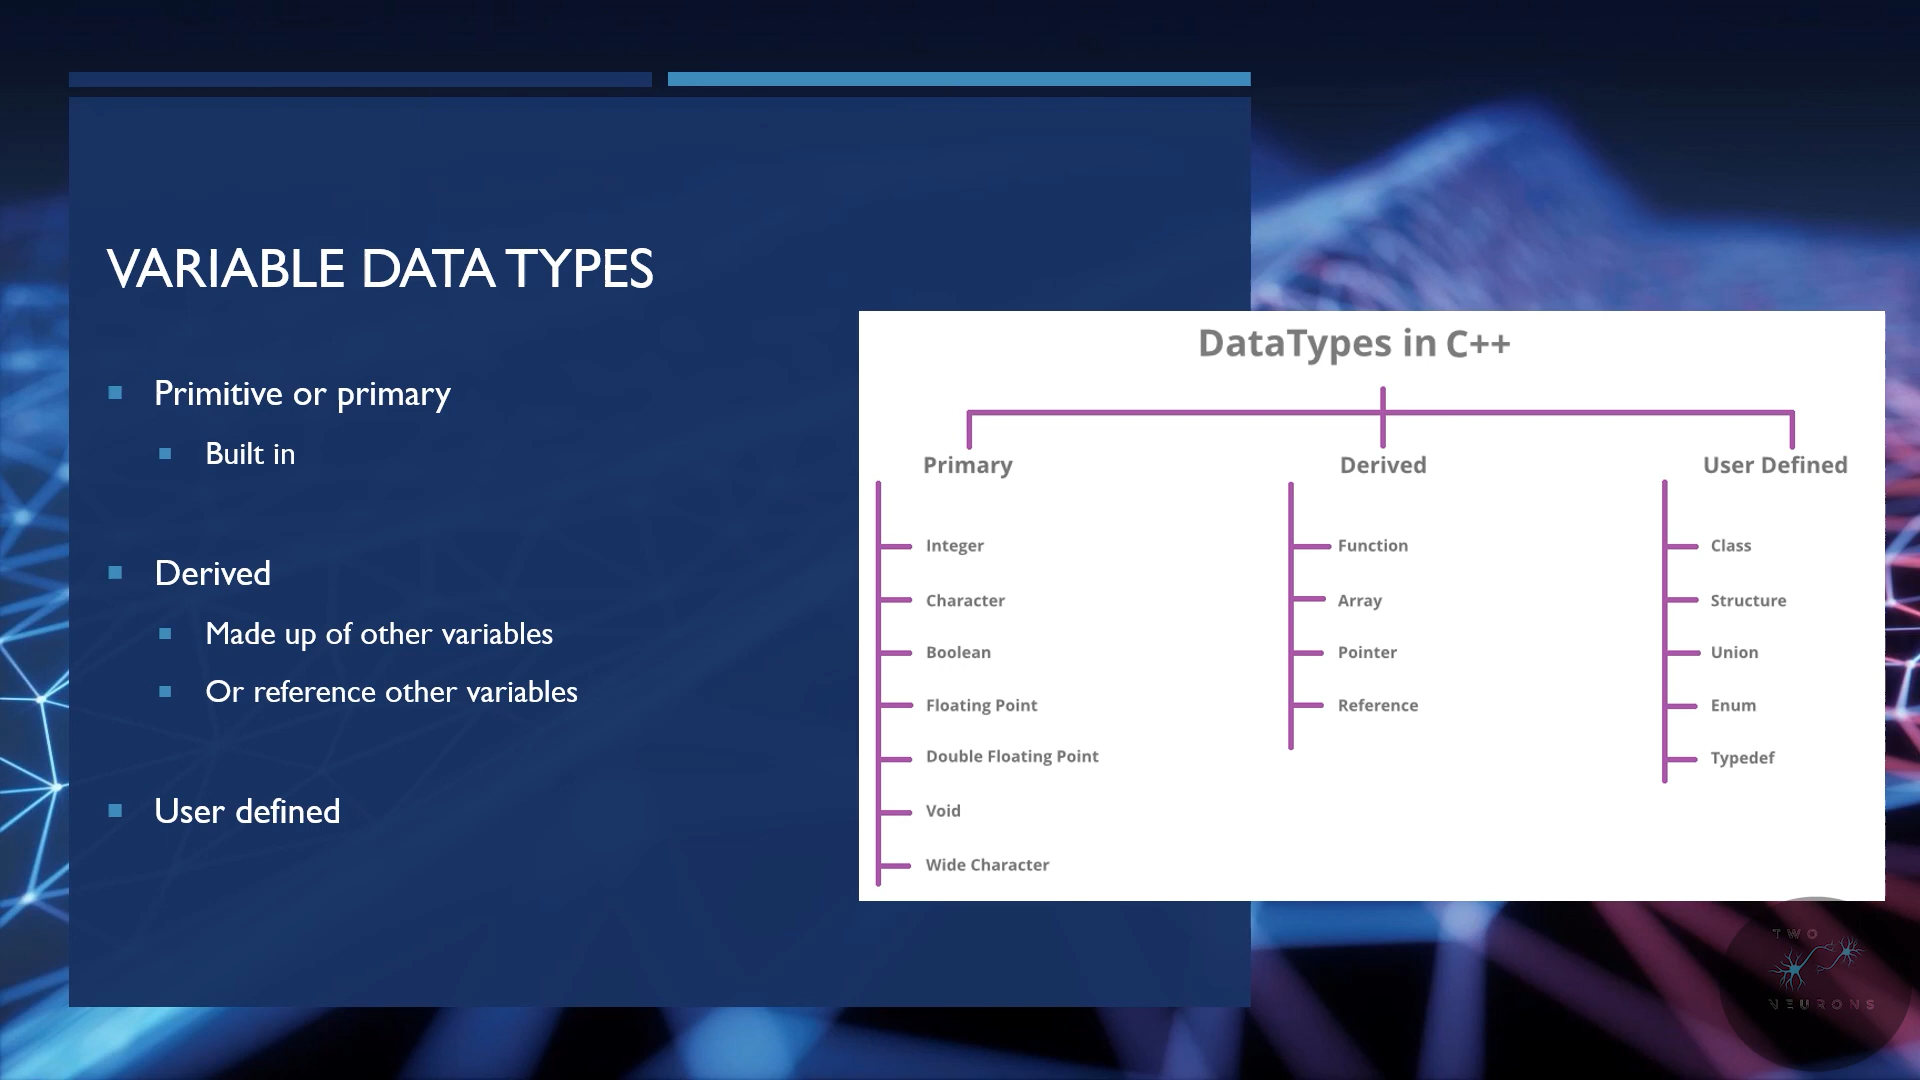 VARIABLE DATA TYPES
Primitive or primary
Built in
Derived
Made up of other variables
Or reference other variables
User defined
DataTypes in C++
Primary
Integer
Character
Boolean
Floating Point
Double Floating Point
Void
Wide Character
Derived
Function
Array
Pointer
Reference
User Defined
Class
Structure
Union
Enum
Typedef
TWO
NEURONS